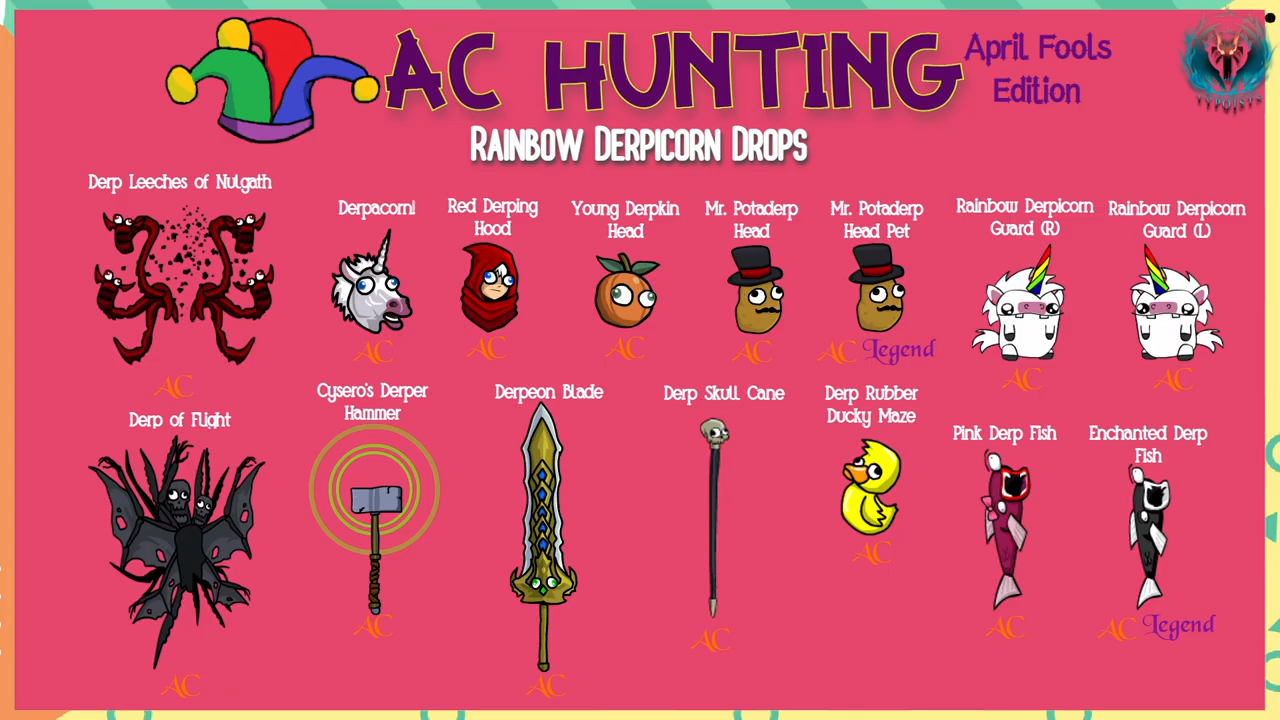 AC HUNTING
April Fools
Edition
TYPOISYS
Rainbow Derpicorn Drops
Derp Leeches of Nulgath
AC
Derpacorn!
AC
Red Derping
Hood
AC
Young Derpkin
Head
AC
Mr. Potaderp
Head
AC
Mr. Potaderp
Head Pet
AC Legend
Rainbow Derpicorn
Guard (R)
AC
Rainbow Derpicorn
Guard (L)
AC
Derp of Flight
AC
Cysero's Derper
Hammer
AC
Derpeon Blade
AC
Derp Skull Cane
AC
Derp Rubber
Ducky Maze
AC
Pink Derp Fish
AC
Enchanted Derp
Fish
AC Legend